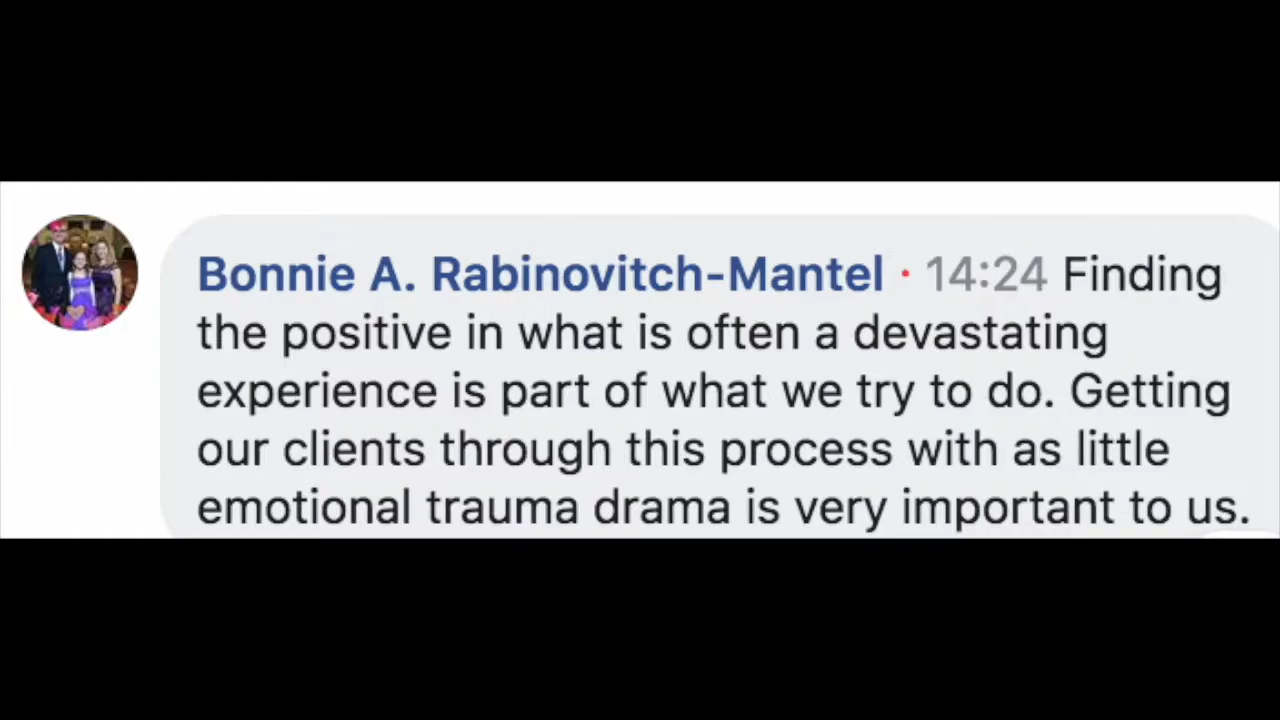 Bonnie A. Rabinovitch-Mantel · 14:24 Finding
the positive in what is often a devastating
experience is part of what we try to do. Getting
our clients through this process with as little
emotional trauma drama is very important to us.